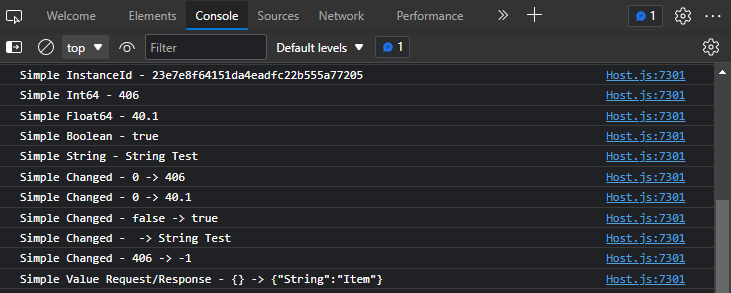 Welcome Elements Console Sources Network Performance 1
top Filter Default levels 1
Simple InstanceId - 23e7e8f64151da4eadfc22b555a77205 Host.js:7301
Simple Int64 - 406 Host.js:7301
Simple Float64 - 40.1 Host.js:7301
Simple Boolean - true Host.js:7301
Simple String - String Test Host.js:7301
Simple Changed - 0 -> 406 Host.js:7301
Simple Changed - 0 -> 40.1 Host.js:7301
Simple Changed - false -> true Host.js:7301
Simple Changed -  -> String Test Host.js:7301
Simple Changed - 406 -> -1 Host.js:7301
Simple Value Request/Response - {} -> {"String":"Item"} Host.js:7301